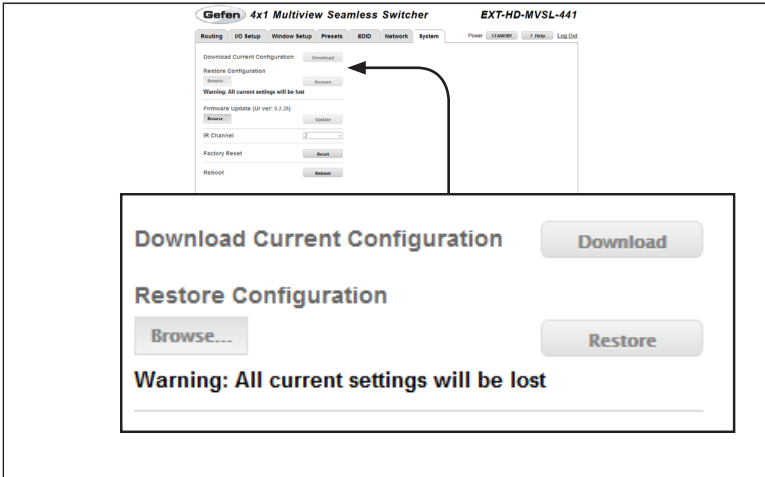 Gefen 4x1 Multiview Seamless Switcher EXT-HD-MVSL-441
Routing I/O Setup Window Setup Presets EDID Network System Power STANDBY ? Help Log Out
Download Current Configuration Download
Restore Configuration
Browse... Restore
Warning: All current settings will be lost
Firmware Update (UI ver: 0.2.28)
Browse... Update
IR Channel 2
Factory Reset Reset
Reboot Reboot
Download Current Configuration Download
Restore Configuration
Browse... Restore
Warning: All current settings will be lost